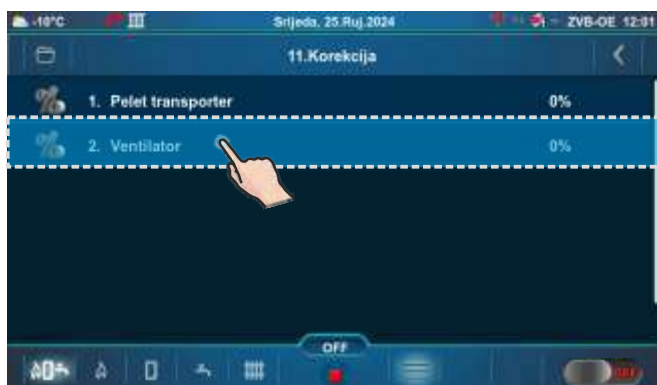 -10°C Srijeda, 25.Ruj.2024 ZVB-OE 12:01
11.Korekcija
1. Pelet transporter 0%
2. Ventilator 0%
OFF
OFF